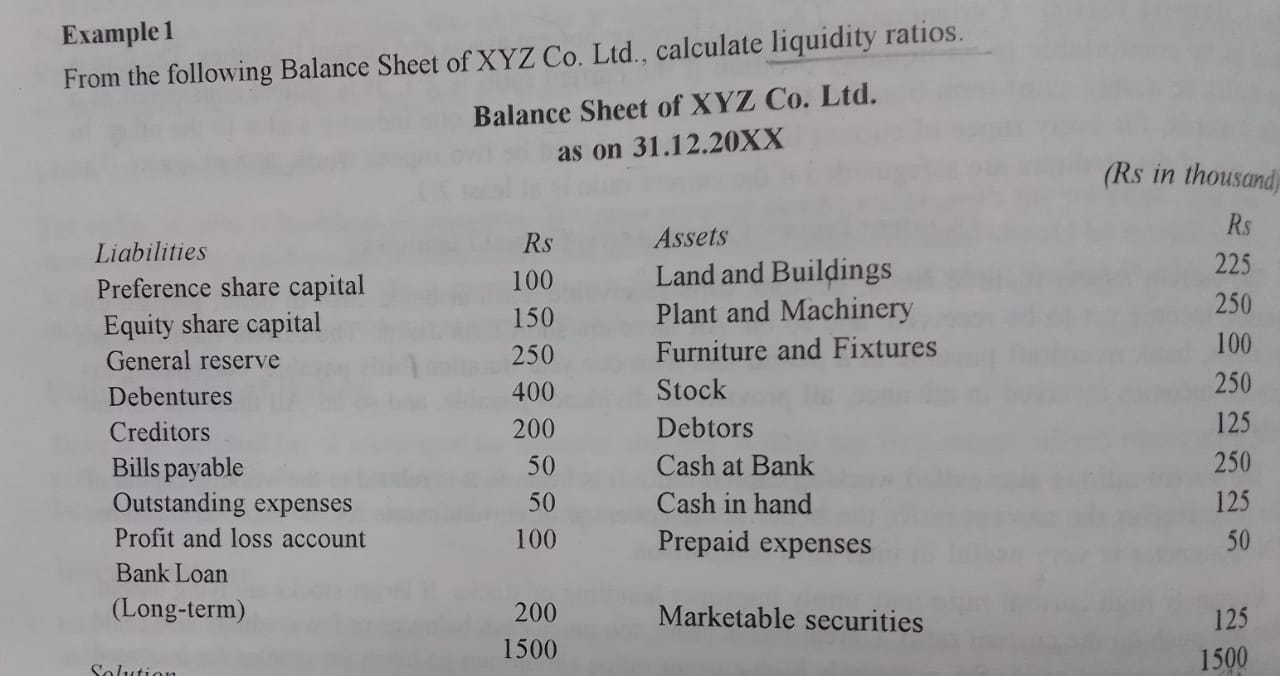 Example 1
From the following Balance Sheet of XYZ Co. Ltd., calculate liquidity ratios.
Balance Sheet of XYZ Co. Ltd.
as on 31.12.20XX
(Rs in thousand)
Liabilities Rs Assets Rs
Preference share capital 100 Land and Buildings 225
Equity share capital 150 Plant and Machinery 250
General reserve 250 Furniture and Fixtures 100
Debentures 400 Stock 250
Creditors 200 Debtors 125
Bills payable 50 Cash at Bank 250
Outstanding expenses 50 Cash in hand 125
Profit and loss account 100 Prepaid expenses 50
Bank Loan
(Long-term) 200 Marketable securities 125
1500 1500
Solution